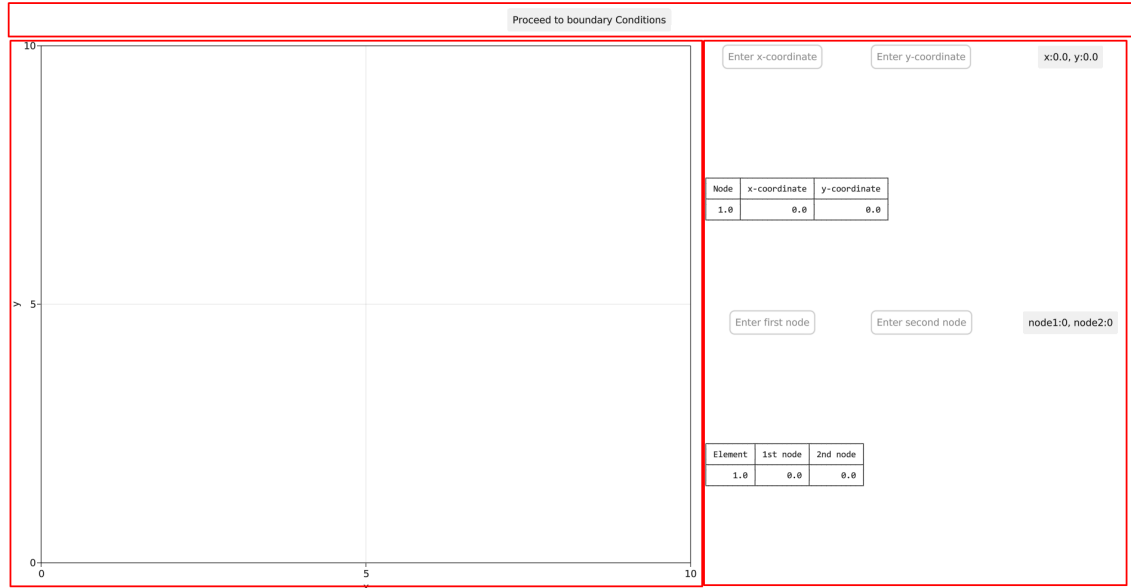 Proceed to boundary Conditions
10
5
0
y
0 5 10
Enter x-coordinate Enter y-coordinate x:0.0, y:0.0
Node x-coordinate y-coordinate
1.0 0.0 0.0
Enter first node Enter second node node1:0, node2:0
Element 1st node 2nd node
1.0 0.0 0.0